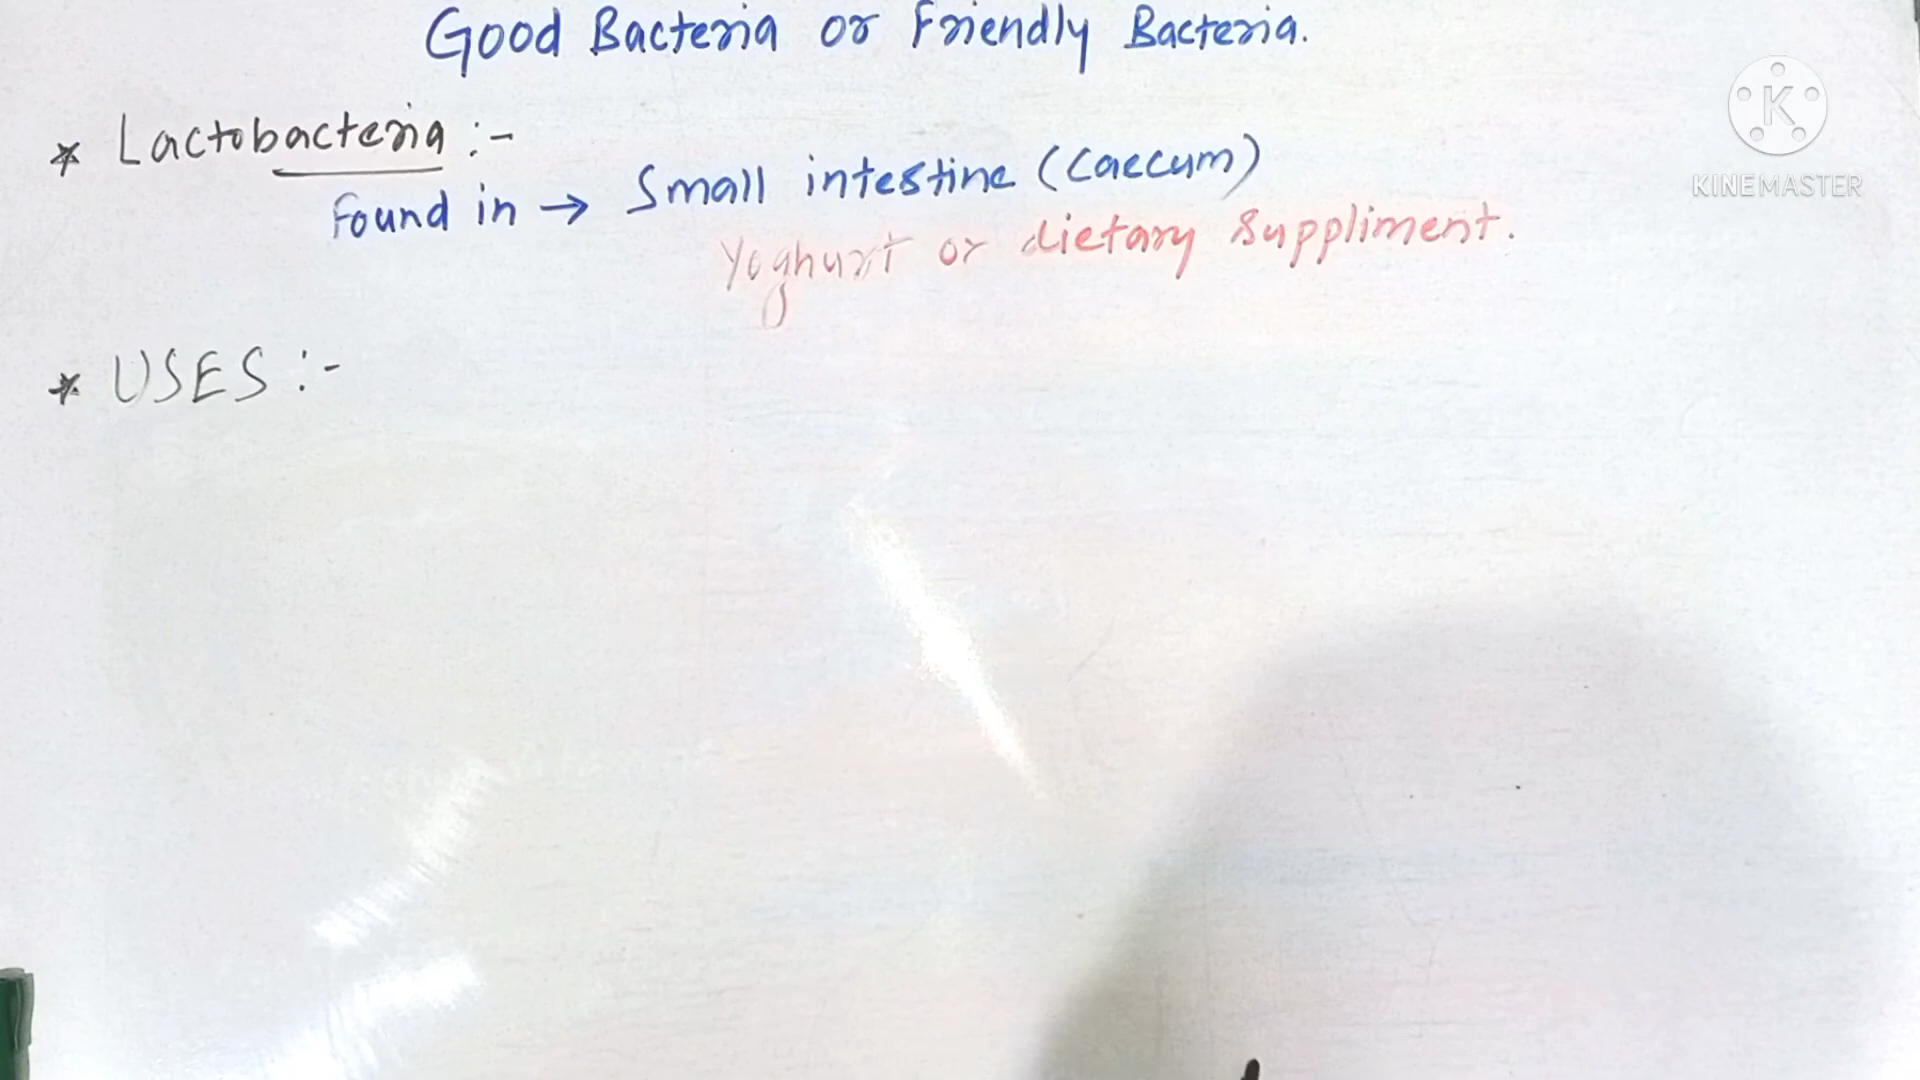 Good Bacteria or Friendly Bacteria.
* Lactobacteria :-
Found in → Small intestine (Caecum)
Yoghurt or dietary Suppliment.
* USES :-
K
KINEMASTER